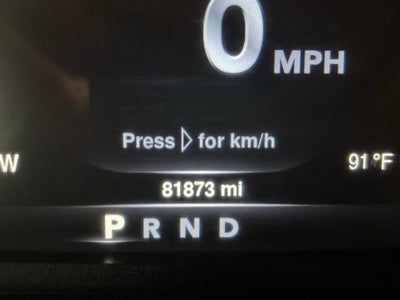 0 MPH
Press ▷ for km/h
W 91°F
81873 mi
P R N D